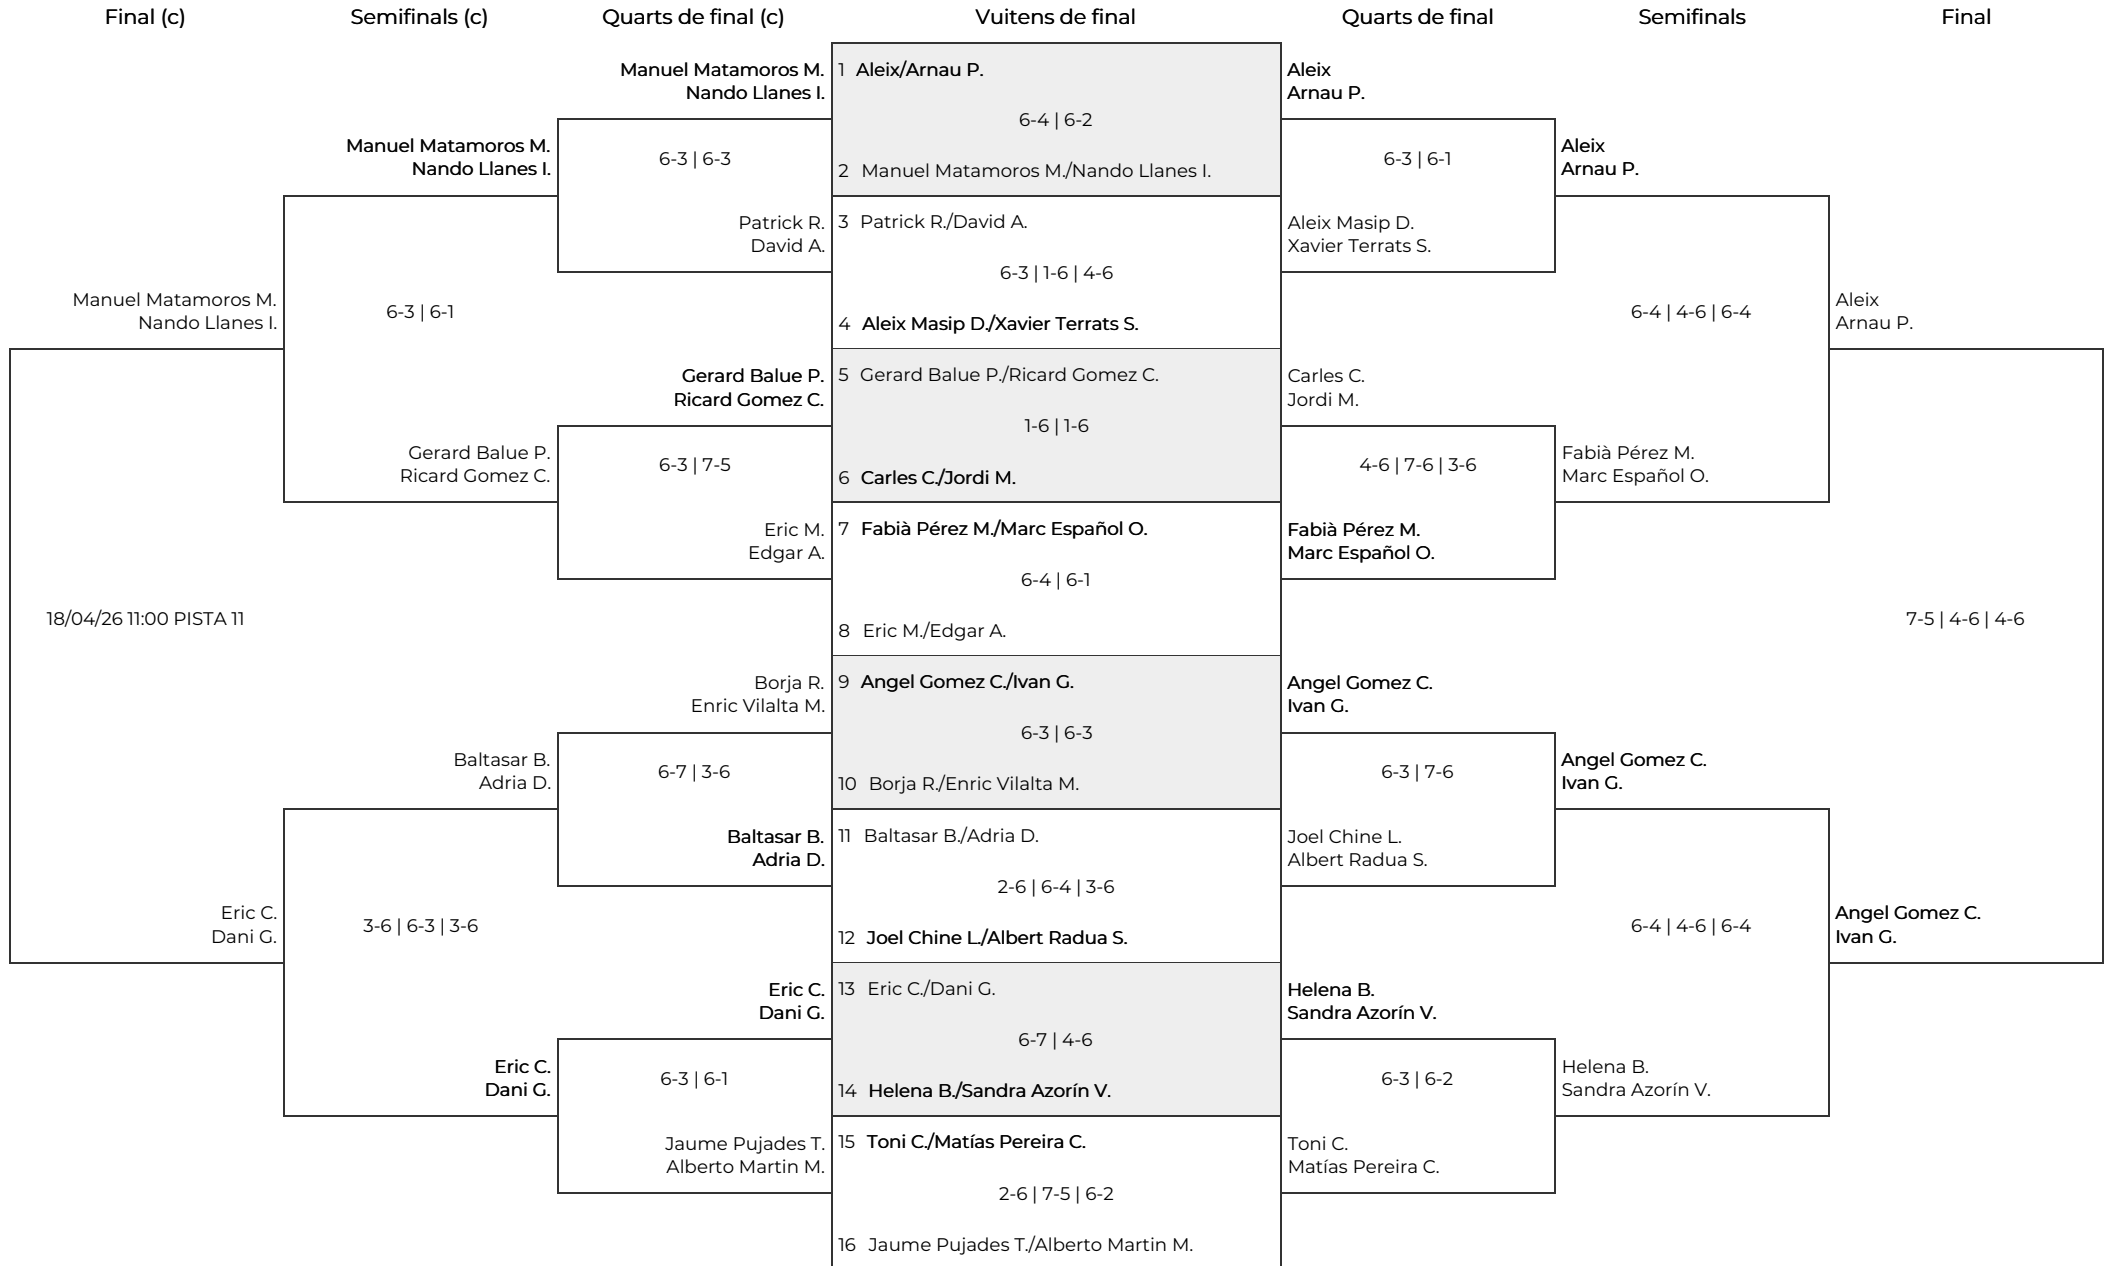 Final (c)
Semifinals (c)
Quarts de final (c)
Vuitens de final
Quarts de final
Semifinals
Final
Manuel Matamoros M.
Nando Llanes I.
18/04/26 11:00 PISTA 11
Eric C.
Dani G.
Manuel Matamoros M.
Nando Llanes I.
6-3 | 6-1
Gerard Balue P.
Ricard Gomez C.
Baltasar B.
Adria D.
3-6 | 6-3 | 3-6
Eric C.
Dani G.
Manuel Matamoros M.
Nando Llanes I.
6-3 | 6-3
Patrick R.
David A.
Gerard Balue P.
Ricard Gomez C.
6-3 | 7-5
Eric M.
Edgar A.
Borja R.
Enric Vilalta M.
6-7 | 3-6
Baltasar B.
Adria D.
Eric C.
Dani G.
6-3 | 6-1
Jaume Pujades T.
Alberto Martin M.
1 Aleix/Arnau P.
6-4 | 6-2
2 Manuel Matamoros M./Nando Llanes I.
3 Patrick R./David A.
6-3 | 1-6 | 4-6
4 Aleix Masip D./Xavier Terrats S.
5 Gerard Balue P./Ricard Gomez C.
1-6 | 1-6
6 Carles C./Jordi M.
7 Fabià Pérez M./Marc Español O.
6-4 | 6-1
8 Eric M./Edgar A.
9 Angel Gomez C./Ivan G.
6-3 | 6-3
10 Borja R./Enric Vilalta M.
11 Baltasar B./Adria D.
2-6 | 6-4 | 3-6
12 Joel Chine L./Albert Radua S.
13 Eric C./Dani G.
6-7 | 4-6
14 Helena B./Sandra Azorín V.
15 Toni C./Matías Pereira C.
2-6 | 7-5 | 6-2
16 Jaume Pujades T./Alberto Martin M.
Aleix
Arnau P.
6-3 | 6-1
Aleix Masip D.
Xavier Terrats S.
Carles C.
Jordi M.
4-6 | 7-6 | 3-6
Fabià Pérez M.
Marc Español O.
Angel Gomez C.
Ivan G.
6-3 | 7-6
Joel Chine L.
Albert Radua S.
Helena B.
Sandra Azorín V.
6-3 | 6-2
Toni C.
Matías Pereira C.
Aleix
Arnau P.
6-4 | 4-6 | 6-4
Fabià Pérez M.
Marc Español O.
Angel Gomez C.
Ivan G.
6-4 | 4-6 | 6-4
Helena B.
Sandra Azorín V.
Aleix
Arnau P.
7-5 | 4-6 | 4-6
Angel Gomez C.
Ivan G.